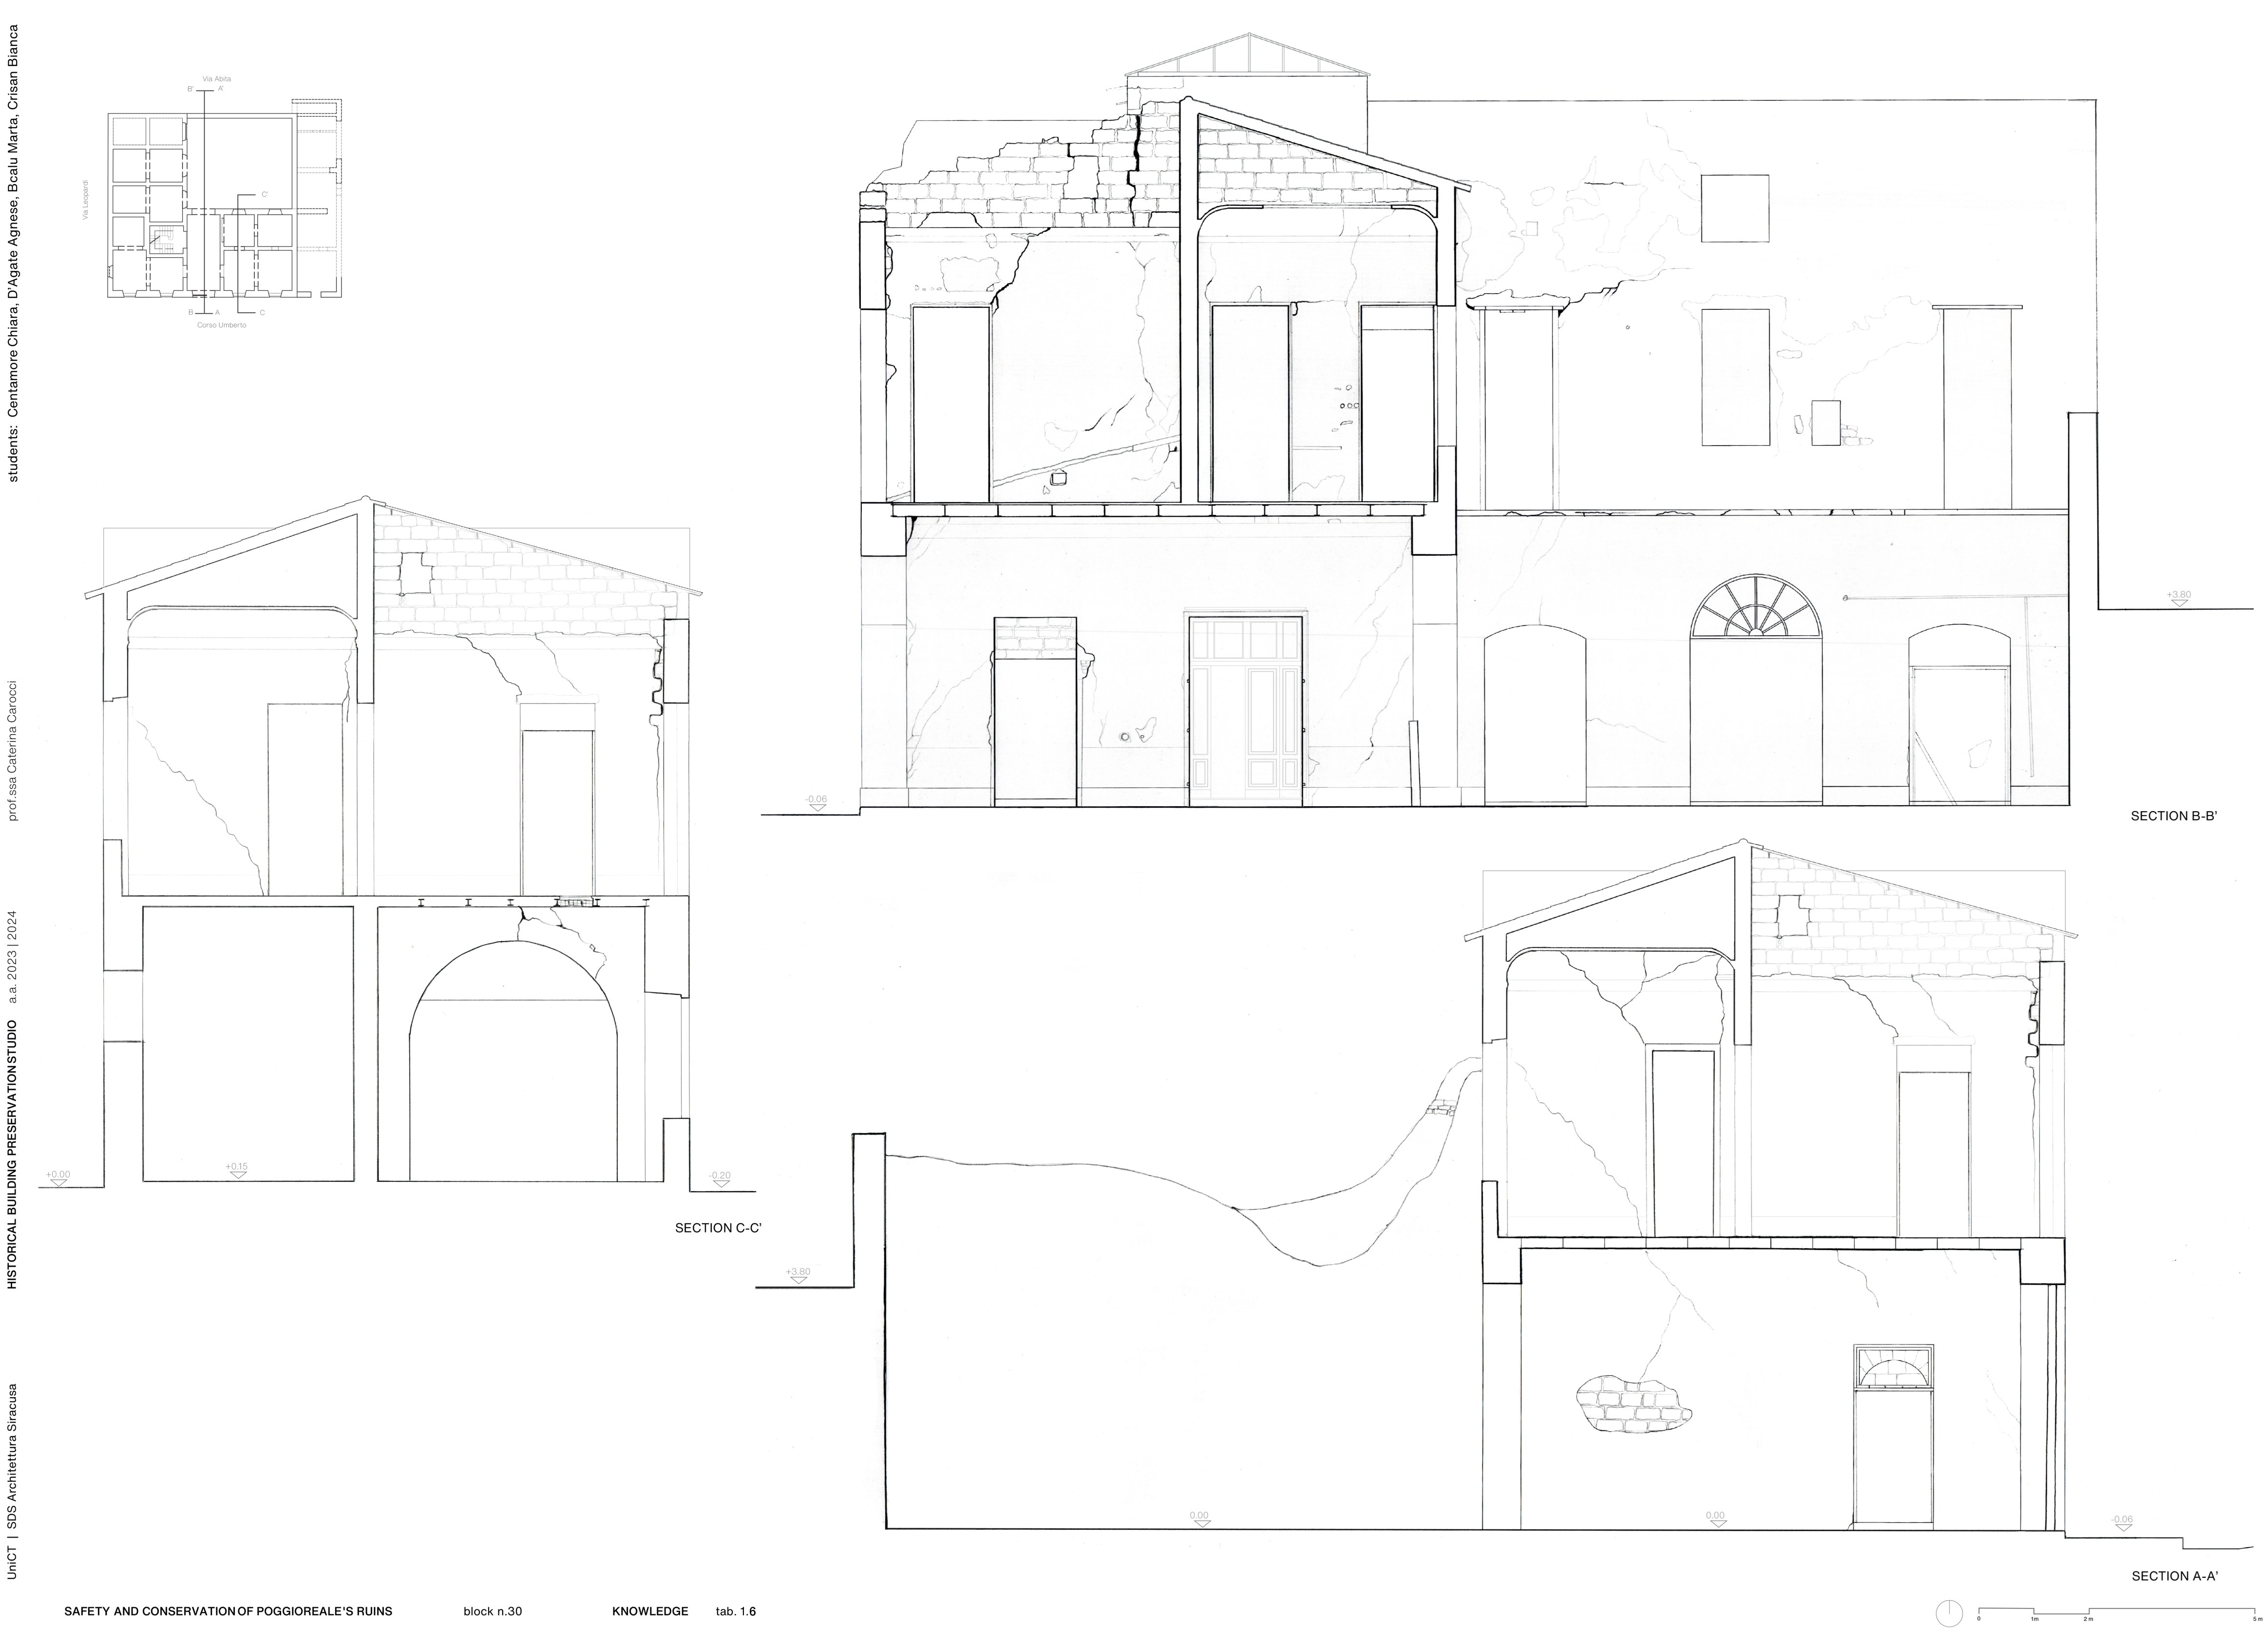 students: Centamore Chiara, D'Agate Agnese, Bcalu Marta, Crisan Bianca
prof.ssa Caterina Carocci
a.a. 2023 | 2024
HISTORICAL BUILDING PRESERVATION STUDIO
UniCT | SDS Architettura Siracusa
Via Abita
B' A'
Via Leopardi
C'
B A C
Corso Umberto
+3.80
-0.06
SECTION B-B'
+0.00
+0.15
-0.20
SECTION C-C'
+3.80
0.00
0.00
-0.06
SECTION A-A'
SAFETY AND CONSERVATION OF POGGIOREALE'S RUINS block n.30 KNOWLEDGE tab. 1.6
0 1m 2 m 5 m